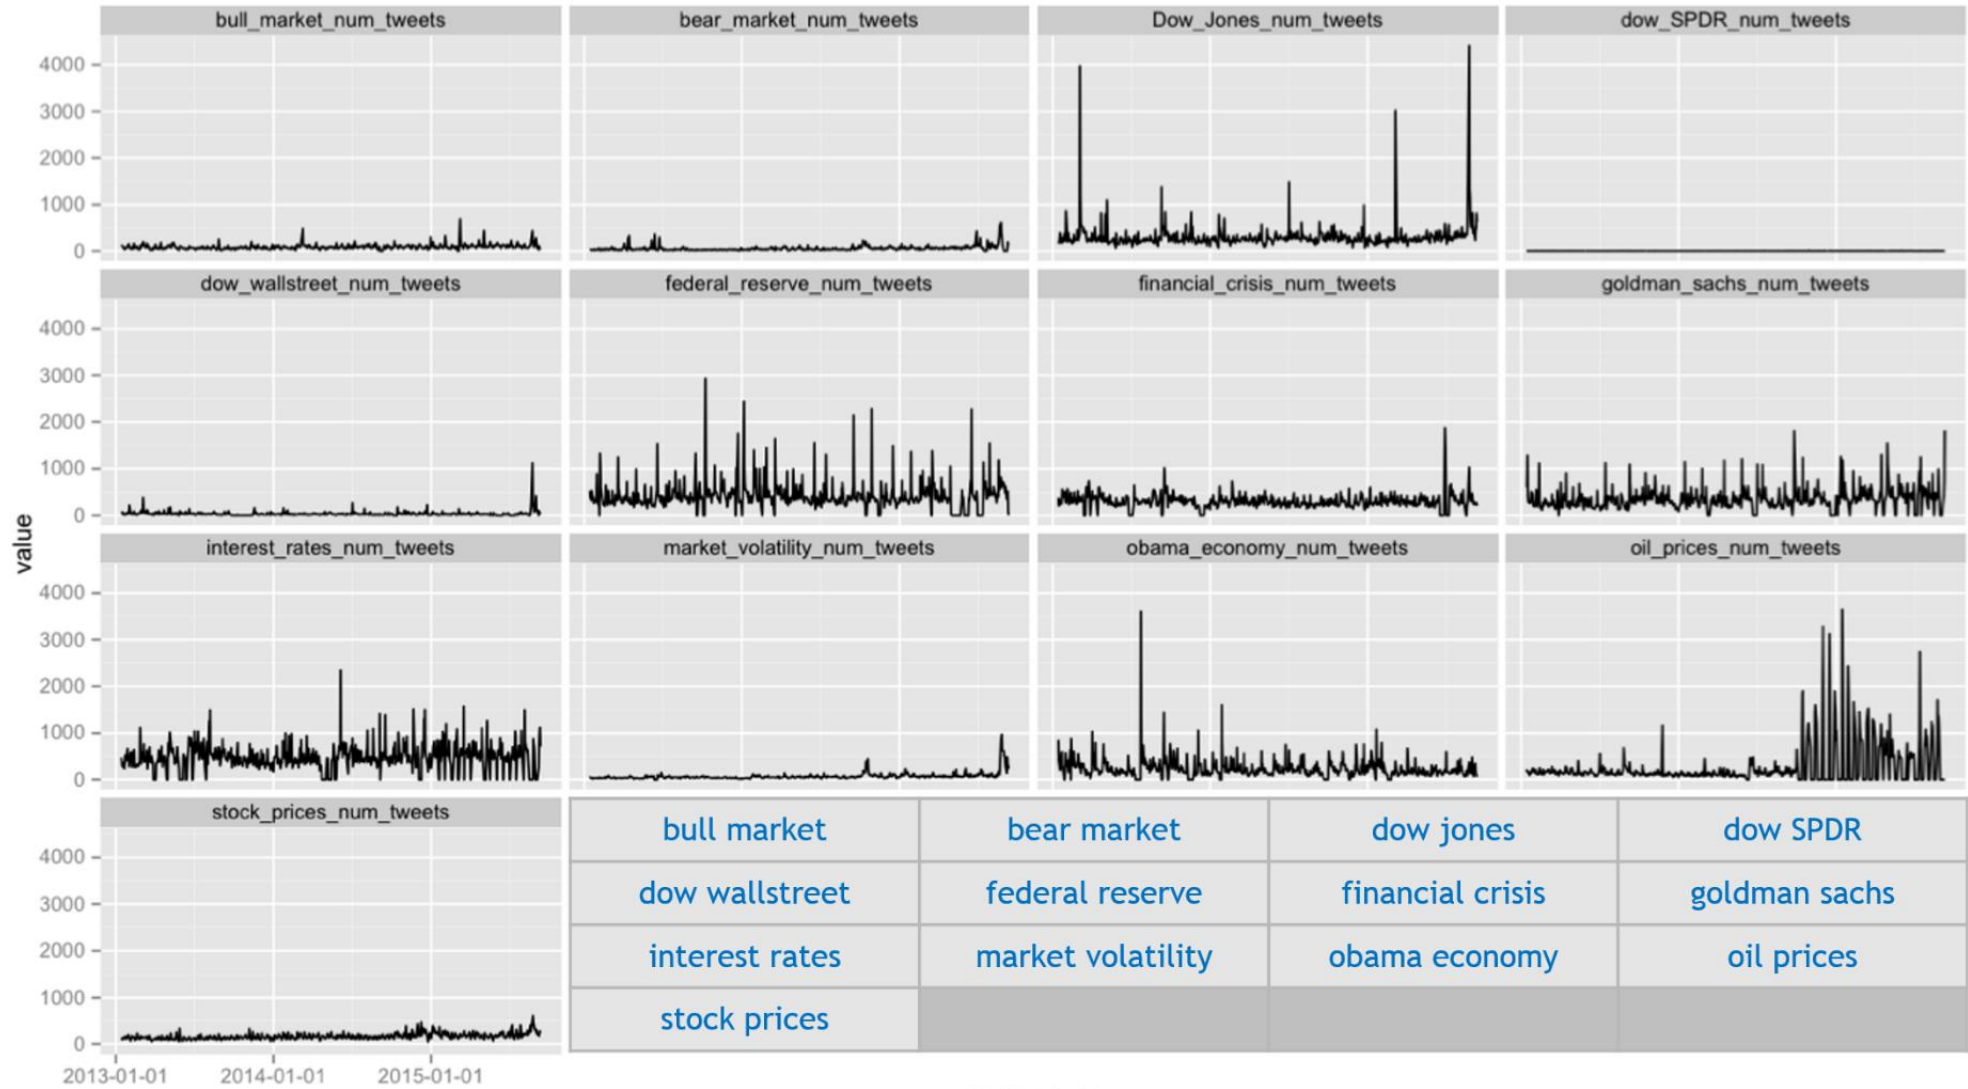 bull_market_num_tweets
bear_market_num_tweets
Dow_Jones_num_tweets
dow_SPDR_num_tweets
4000
3000
2000
1000
0
dow_wallstreet_num_tweets
federal_reserve_num_tweets
financial_crisis_num_tweets
goldman_sachs_num_tweets
4000
3000
2000
1000
0
value
interest_rates_num_tweets
market_volatility_num_tweets
obama_economy_num_tweets
oil_prices_num_tweets
4000
3000
2000
1000
0
stock_prices_num_tweets
4000
3000
2000
1000
0
2013-01-01 2014-01-01 2015-01-01
bull market bear market dow jones dow SPDR
dow wallstreet federal reserve financial crisis goldman sachs
interest rates market volatility obama economy oil prices
stock prices